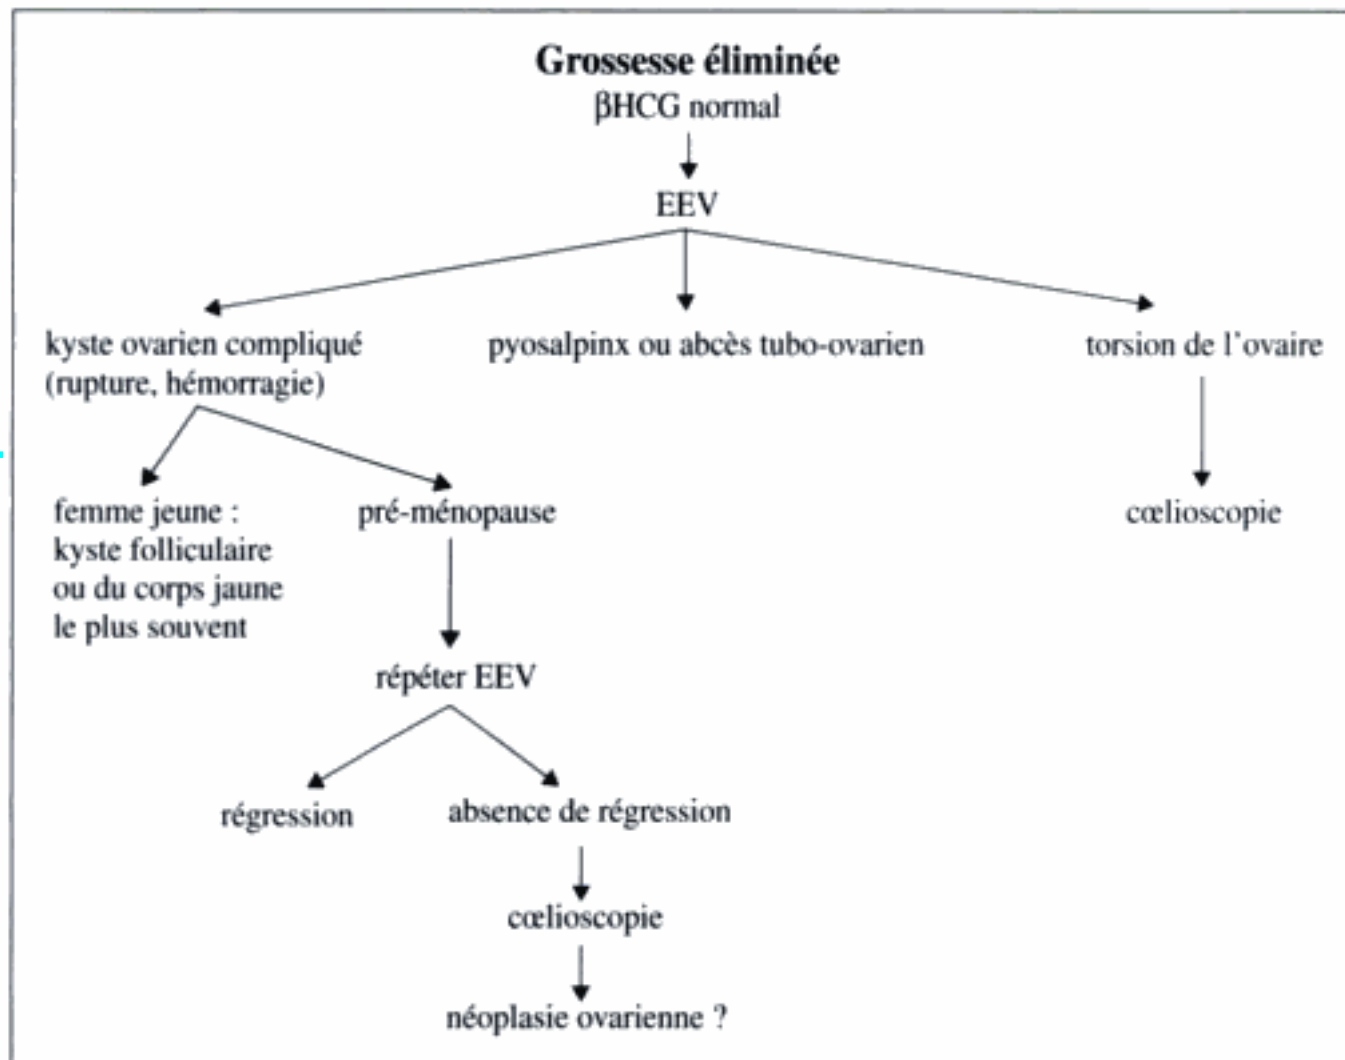 Grossesse éliminée
βHCG normal
EEV
kyste ovarien compliqué
(rupture, hémorragie)
pyosalpinx ou abcès tubo-ovarien
torsion de l'ovaire
femme jeune :
kyste folliculaire
ou du corps jaune
le plus souvent
pré-ménopause
cœlioscopie
répéter EEV
régression
absence de régression
cœlioscopie
néoplasie ovarienne ?